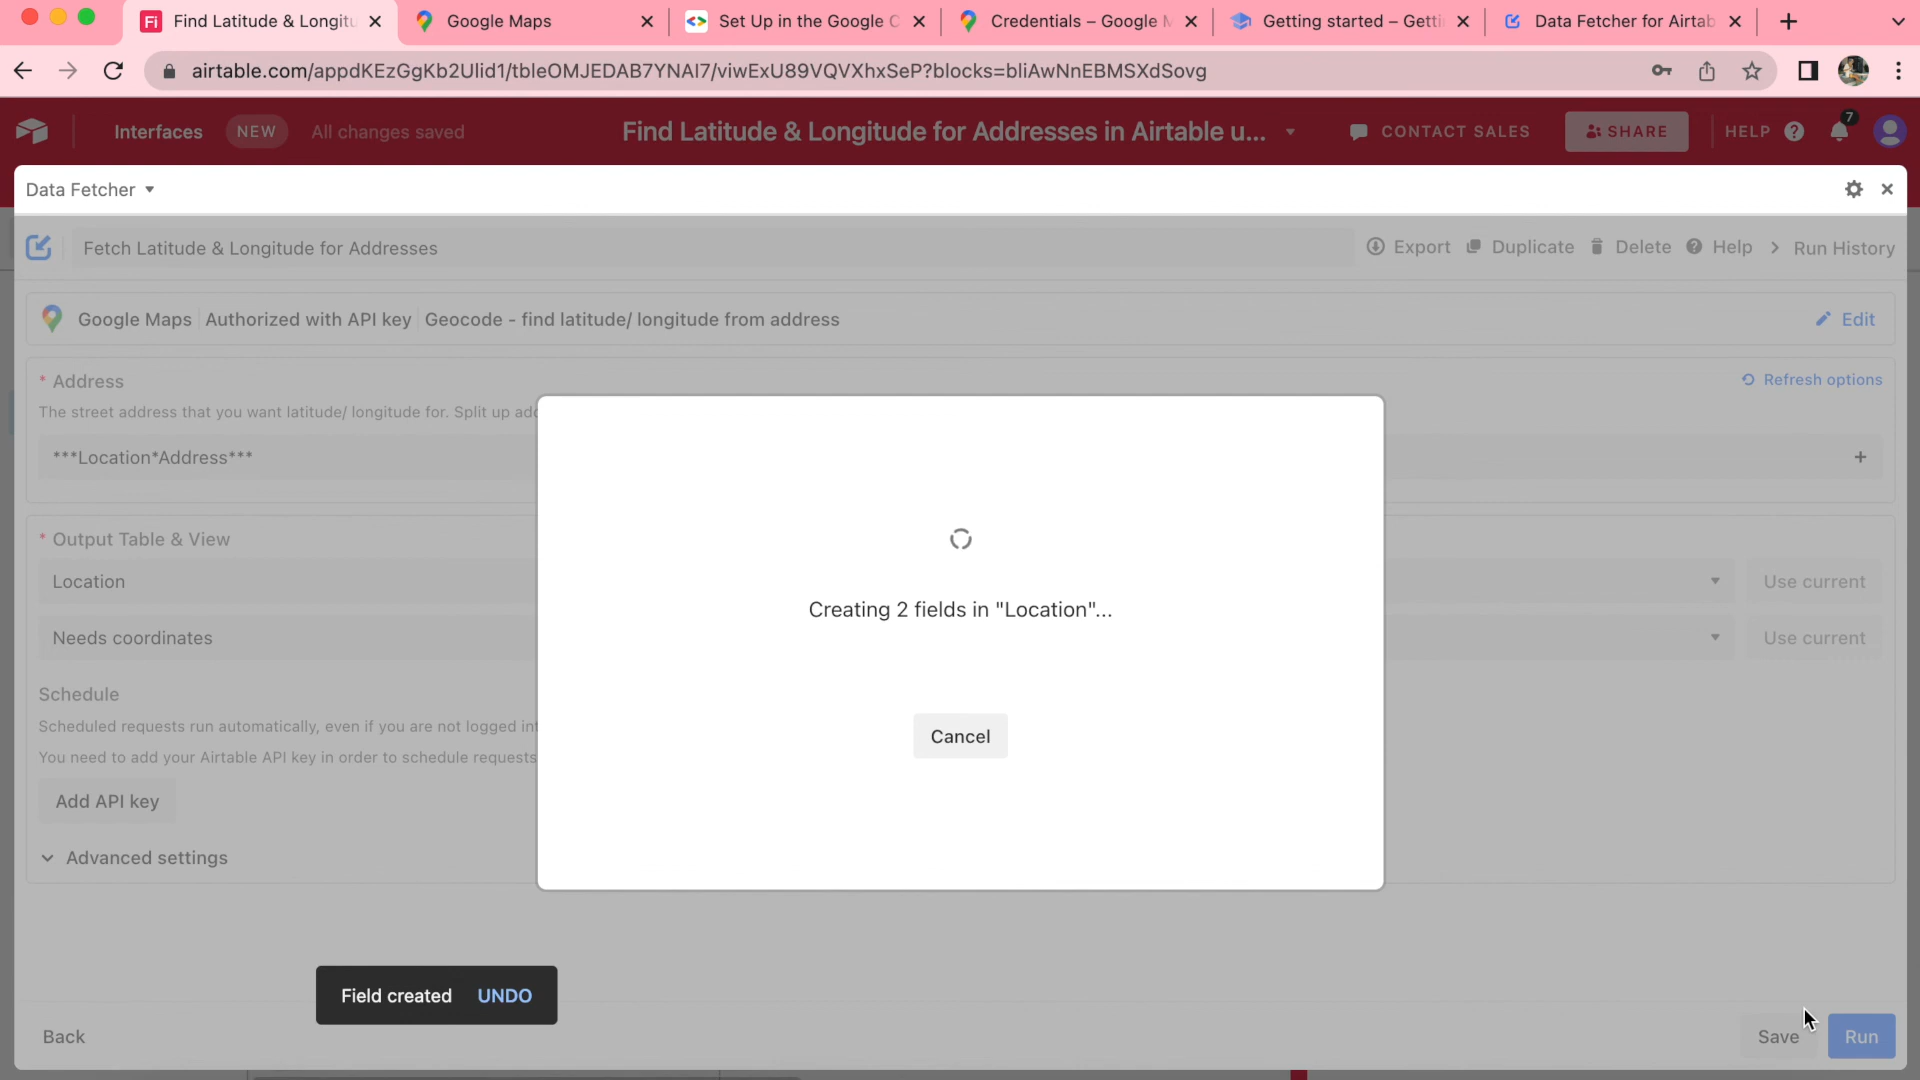 Fi Find Latitude & Longitu
Google Maps
Set Up in the Google C
Credentials – Google M
Getting started – Getti
Data Fetcher for Airtab
airtable.com/appdKEzGgKb2Ulid1/tbleOMJEDAB7YNAI7/viwExU89VQVXhxSeP?blocks=bliAwNnEBMSXdSovg
Interfaces NEW All changes saved
Find Latitude & Longitude for Addresses in Airtable u...
CONTACT SALES
SHARE
HELP
7
Data Fetcher
Fetch Latitude & Longitude for Addresses
Export Duplicate Delete Help Run History
Google Maps Authorized with API key Geocode - find latitude/ longitude from address
Edit
* Address
Refresh options
The street address that you want latitude/ longitude for. Split up add
***Location*Address***
* Output Table & View
Location
Use current
Needs coordinates
Use current
Creating 2 fields in "Location"...
Cancel
Schedule
Scheduled requests run automatically, even if you are not logged int
You need to add your Airtable API key in order to schedule requests
Add API key
Advanced settings
Field created UNDO
Back
Save
Run